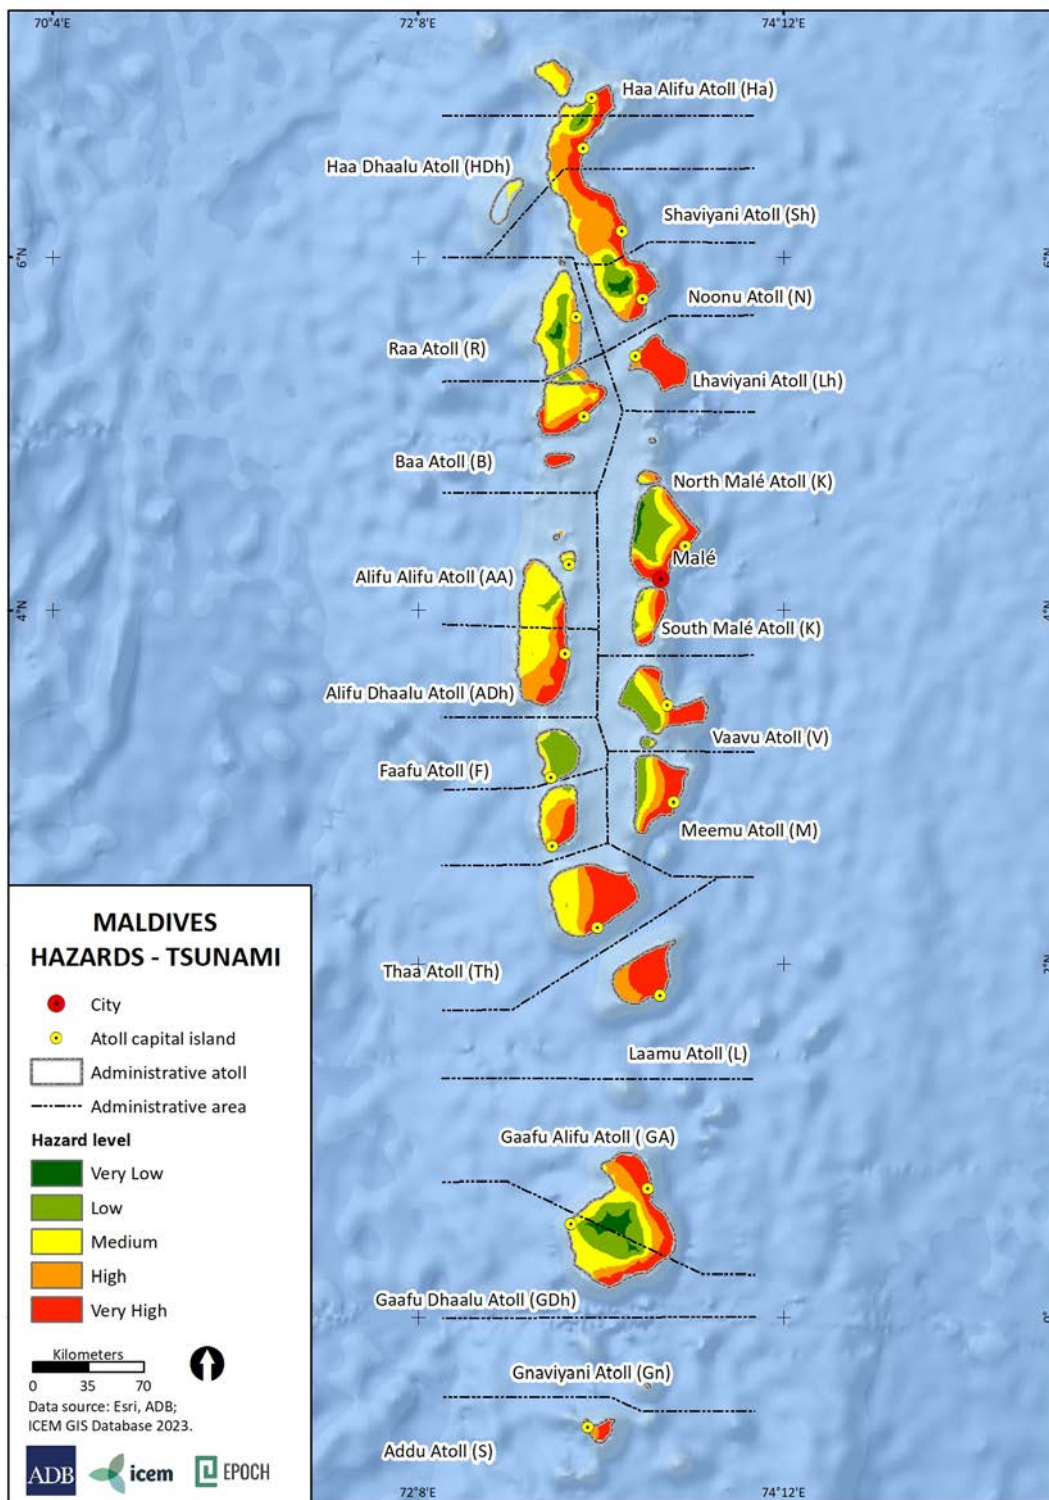 70°4'E
72°8'E
74°12'E
Haa Alifu Atoll (Ha)
Haa Dhaalu Atoll (HDh)
Shaviyani Atoll (Sh)
6°N
6°N
Noonu Atoll (N)
Raa Atoll (R)
Lhaviyani Atoll (Lh)
Baa Atoll (B)
North Malé Atoll (K)
Malé
Alifu Alifu Atoll (AA)
4°N
4°N
South Malé Atoll (K)
Alifu Dhaalu Atoll (ADh)
Vaavu Atoll (V)
Faafu Atoll (F)
Meemu Atoll (M)
Thaa Atoll (Th)
2°N
Laamu Atoll (L)
Gaafu Alifu Atoll ( GA)
Gaafu Dhaalu Atoll (GDh)
0°
Gnaviyani Atoll (Gn)
Addu Atoll (S)
72°8'E
74°12'E
MALDIVES
HAZARDS - TSUNAMI
City
Atoll capital island
Administrative atoll
Administrative area
Hazard level
Very Low
Low
Medium
High
Very High
Kilometers
0 35 70
Data source: Esri, ADB;
ICEM GIS Database 2023.
ADB icem EPOCH